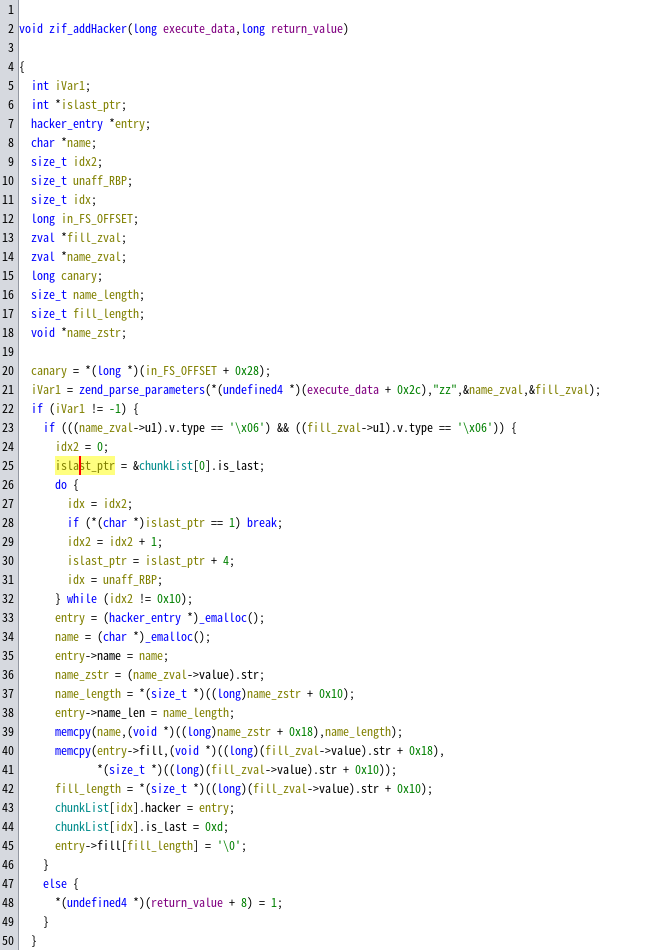 1
2 void zif_addHacker(long execute_data,long return_value)
3
4 {
5   int iVar1;
6   int *islast_ptr;
7   hacker_entry *entry;
8   char *name;
9   size_t idx2;
10   size_t unaff_RBP;
11   size_t idx;
12   long in_FS_OFFSET;
13   zval *fill_zval;
14   zval *name_zval;
15   long canary;
16   size_t name_length;
17   size_t fill_length;
18   void *name_zstr;
19
20   canary = *(long *)(in_FS_OFFSET + 0x28);
21   iVar1 = zend_parse_parameters(*(undefined4 *)(execute_data + 0x2c),"zz",&name_zval,&fill_zval);
22   if (iVar1 != -1) {
23     if (((name_zval->u1).v.type == '\x06') && ((fill_zval->u1).v.type == '\x06')) {
24       idx2 = 0;
25       islast_ptr = &chunkList[0].is_last;
26       do {
27         idx = idx2;
28         if (*(char *)islast_ptr == 1) break;
29         idx2 = idx2 + 1;
30         islast_ptr = islast_ptr + 4;
31         idx = unaff_RBP;
32       } while (idx2 != 0x10);
33       entry = (hacker_entry *)_emalloc();
34       name = (char *)_emalloc();
35       entry->name = name;
36       name_zstr = (name_zval->value).str;
37       name_length = *(size_t *)((long)name_zstr + 0x10);
38       entry->name_len = name_length;
39       memcpy(name,(void *)((long)name_zstr + 0x18),name_length);
40       memcpy(entry->fill,(void *)((long)(fill_zval->value).str + 0x18),
41              *(size_t *)((long)(fill_zval->value).str + 0x10));
42       fill_length = *(size_t *)((long)(fill_zval->value).str + 0x10);
43       chunkList[idx].hacker = entry;
44       chunkList[idx].is_last = 0xd;
45       entry->fill[fill_length] = '\0';
46     }
47     else {
48       *(undefined4 *)(return_value + 8) = 1;
49     }
50   }